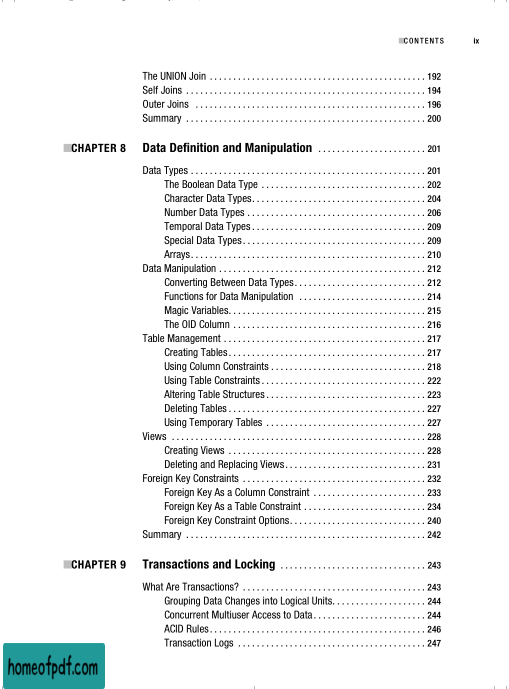 CONTENTS ix
The UNION Join . . . . . . . . . . . . . . . . . . . . . . . . . . . . . . . . . . . . . . . . . . . . . . 192
Self Joins . . . . . . . . . . . . . . . . . . . . . . . . . . . . . . . . . . . . . . . . . . . . . . . . . . . 194
Outer Joins . . . . . . . . . . . . . . . . . . . . . . . . . . . . . . . . . . . . . . . . . . . . . . . . . 196
Summary . . . . . . . . . . . . . . . . . . . . . . . . . . . . . . . . . . . . . . . . . . . . . . . . . . . 200
CHAPTER 8 Data Definition and Manipulation . . . . . . . . . . . . . . . . . . . . . . . 201
Data Types . . . . . . . . . . . . . . . . . . . . . . . . . . . . . . . . . . . . . . . . . . . . . . . . . . 201
The Boolean Data Type . . . . . . . . . . . . . . . . . . . . . . . . . . . . . . . . . . . 202
Character Data Types. . . . . . . . . . . . . . . . . . . . . . . . . . . . . . . . . . . . . 204
Number Data Types . . . . . . . . . . . . . . . . . . . . . . . . . . . . . . . . . . . . . . 206
Temporal Data Types. . . . . . . . . . . . . . . . . . . . . . . . . . . . . . . . . . . . . 209
Special Data Types. . . . . . . . . . . . . . . . . . . . . . . . . . . . . . . . . . . . . . . 209
Arrays. . . . . . . . . . . . . . . . . . . . . . . . . . . . . . . . . . . . . . . . . . . . . . . . . . 210
Data Manipulation . . . . . . . . . . . . . . . . . . . . . . . . . . . . . . . . . . . . . . . . . . . . 212
Converting Between Data Types. . . . . . . . . . . . . . . . . . . . . . . . . . . . 212
Functions for Data Manipulation . . . . . . . . . . . . . . . . . . . . . . . . . . . 214
Magic Variables. . . . . . . . . . . . . . . . . . . . . . . . . . . . . . . . . . . . . . . . . . 215
The OID Column . . . . . . . . . . . . . . . . . . . . . . . . . . . . . . . . . . . . . . . . . 216
Table Management . . . . . . . . . . . . . . . . . . . . . . . . . . . . . . . . . . . . . . . . . . . 217
Creating Tables. . . . . . . . . . . . . . . . . . . . . . . . . . . . . . . . . . . . . . . . . . 217
Using Column Constraints . . . . . . . . . . . . . . . . . . . . . . . . . . . . . . . . . 218
Using Table Constraints. . . . . . . . . . . . . . . . . . . . . . . . . . . . . . . . . . . 222
Altering Table Structures. . . . . . . . . . . . . . . . . . . . . . . . . . . . . . . . . . 223
Deleting Tables . . . . . . . . . . . . . . . . . . . . . . . . . . . . . . . . . . . . . . . . . . 227
Using Temporary Tables . . . . . . . . . . . . . . . . . . . . . . . . . . . . . . . . . . 227
Views . . . . . . . . . . . . . . . . . . . . . . . . . . . . . . . . . . . . . . . . . . . . . . . . . . . . . . 228
Creating Views . . . . . . . . . . . . . . . . . . . . . . . . . . . . . . . . . . . . . . . . . . 228
Deleting and Replacing Views. . . . . . . . . . . . . . . . . . . . . . . . . . . . . . 231
Foreign Key Constraints . . . . . . . . . . . . . . . . . . . . . . . . . . . . . . . . . . . . . . . 232
Foreign Key As a Column Constraint . . . . . . . . . . . . . . . . . . . . . . . . 233
Foreign Key As a Table Constraint . . . . . . . . . . . . . . . . . . . . . . . . . . 234
Foreign Key Constraint Options. . . . . . . . . . . . . . . . . . . . . . . . . . . . . 240
Summary . . . . . . . . . . . . . . . . . . . . . . . . . . . . . . . . . . . . . . . . . . . . . . . . . . . 242
CHAPTER 9 Transactions and Locking . . . . . . . . . . . . . . . . . . . . . . . . . . . . . . . 243
What Are Transactions? . . . . . . . . . . . . . . . . . . . . . . . . . . . . . . . . . . . . . . . 243
Grouping Data Changes into Logical Units. . . . . . . . . . . . . . . . . . . . 244
Concurrent Multiuser Access to Data . . . . . . . . . . . . . . . . . . . . . . . . 244
ACID Rules. . . . . . . . . . . . . . . . . . . . . . . . . . . . . . . . . . . . . . . . . . . . . . 246
Transaction Logs . . . . . . . . . . . . . . . . . . . . . . . . . . . . . . . . . . . . . . . . 247
homeofpdf.com